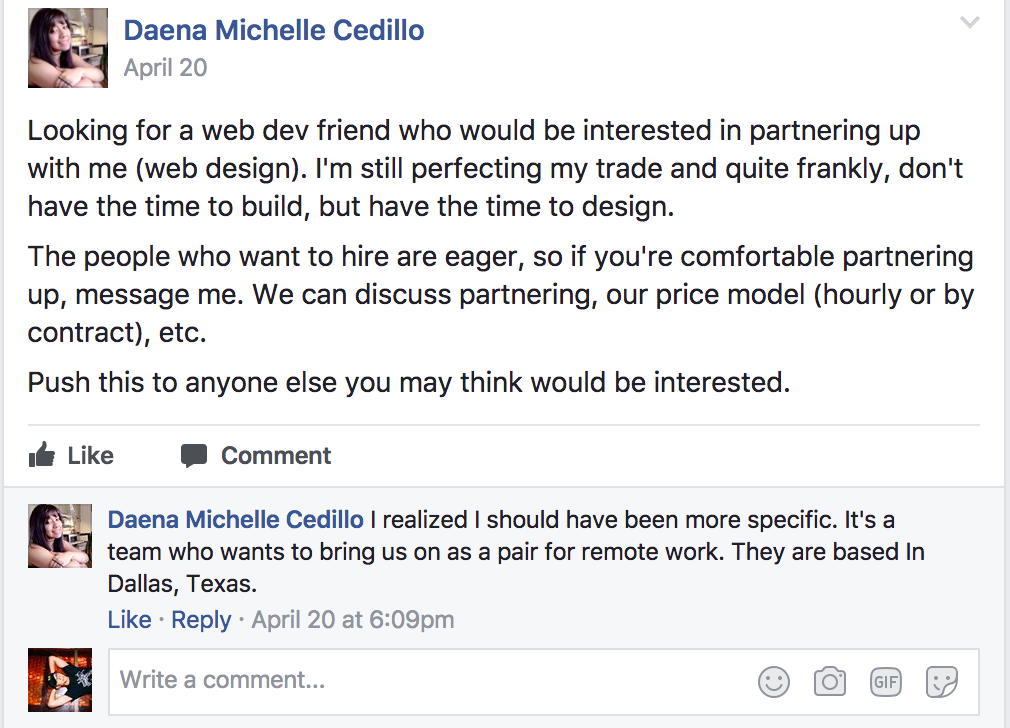 Daena Michelle Cedillo
April 20
Looking for a web dev friend who would be interested in partnering up
with me (web design). I'm still perfecting my trade and quite frankly, don't
have the time to build, but have the time to design.
The people who want to hire are eager, so if you're comfortable partnering
up, message me. We can discuss partnering, our price model (hourly or by
contract), etc.
Push this to anyone else you may think would be interested.
Like Comment
Daena Michelle Cedillo I realized I should have been more specific. It's a
team who wants to bring us on as a pair for remote work. They are based In
Dallas, Texas.
Like · Reply · April 20 at 6:09pm
Write a comment... GIF